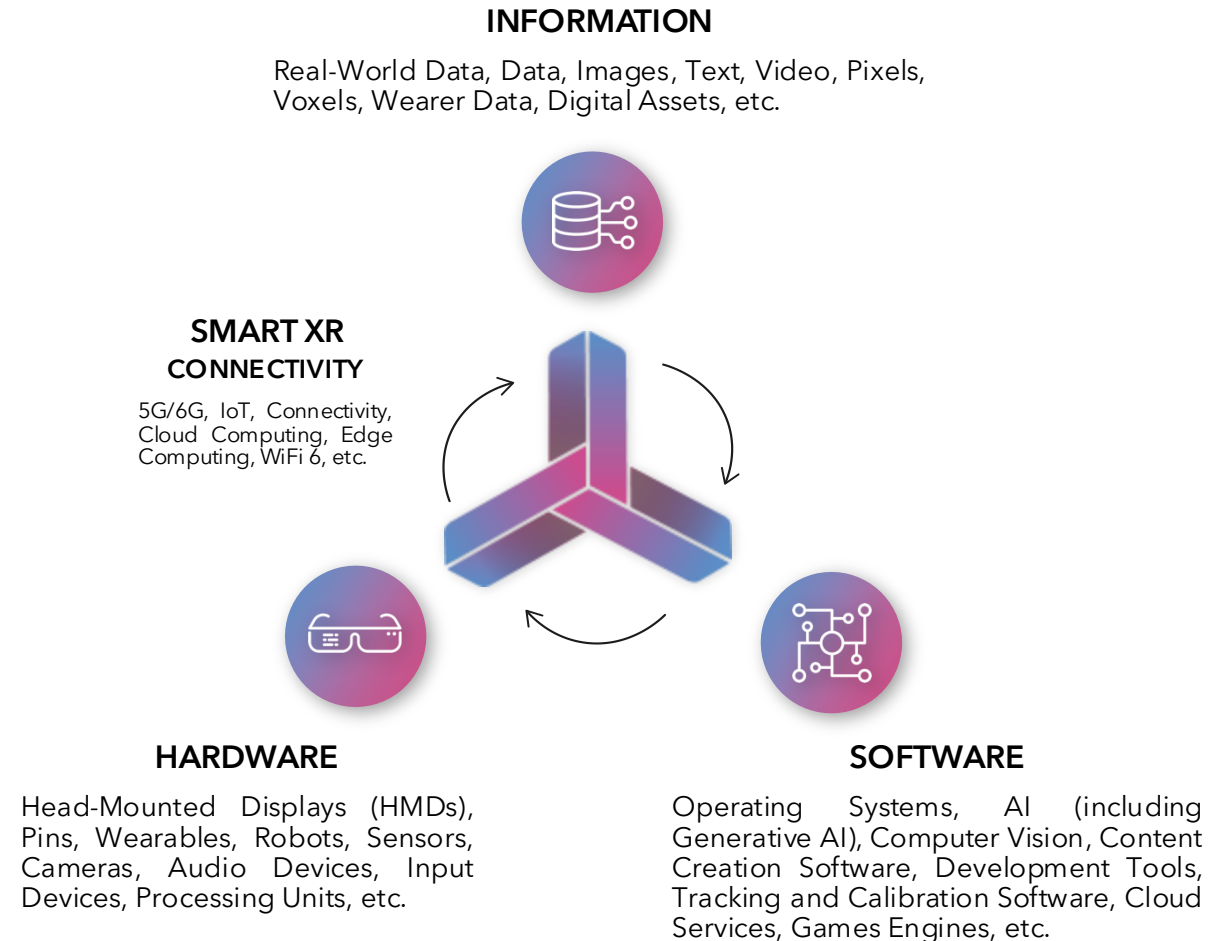 INFORMATION
Real-World Data, Data, Images, Text, Video, Pixels,
Voxels, Wearer Data, Digital Assets, etc.
SMART XR
CONNECTIVITY
5G/6G, IoT, Connectivity,
Cloud Computing, Edge
Computing, WiFi 6, etc.
HARDWARE
Head-Mounted Displays (HMDs),
Pins, Wearables, Robots, Sensors,
Cameras, Audio Devices, Input
Devices, Processing Units, etc.
SOFTWARE
Operating Systems, AI (including
Generative AI), Computer Vision, Content
Creation Software, Development Tools,
Tracking and Calibration Software, Cloud
Services, Games Engines, etc.